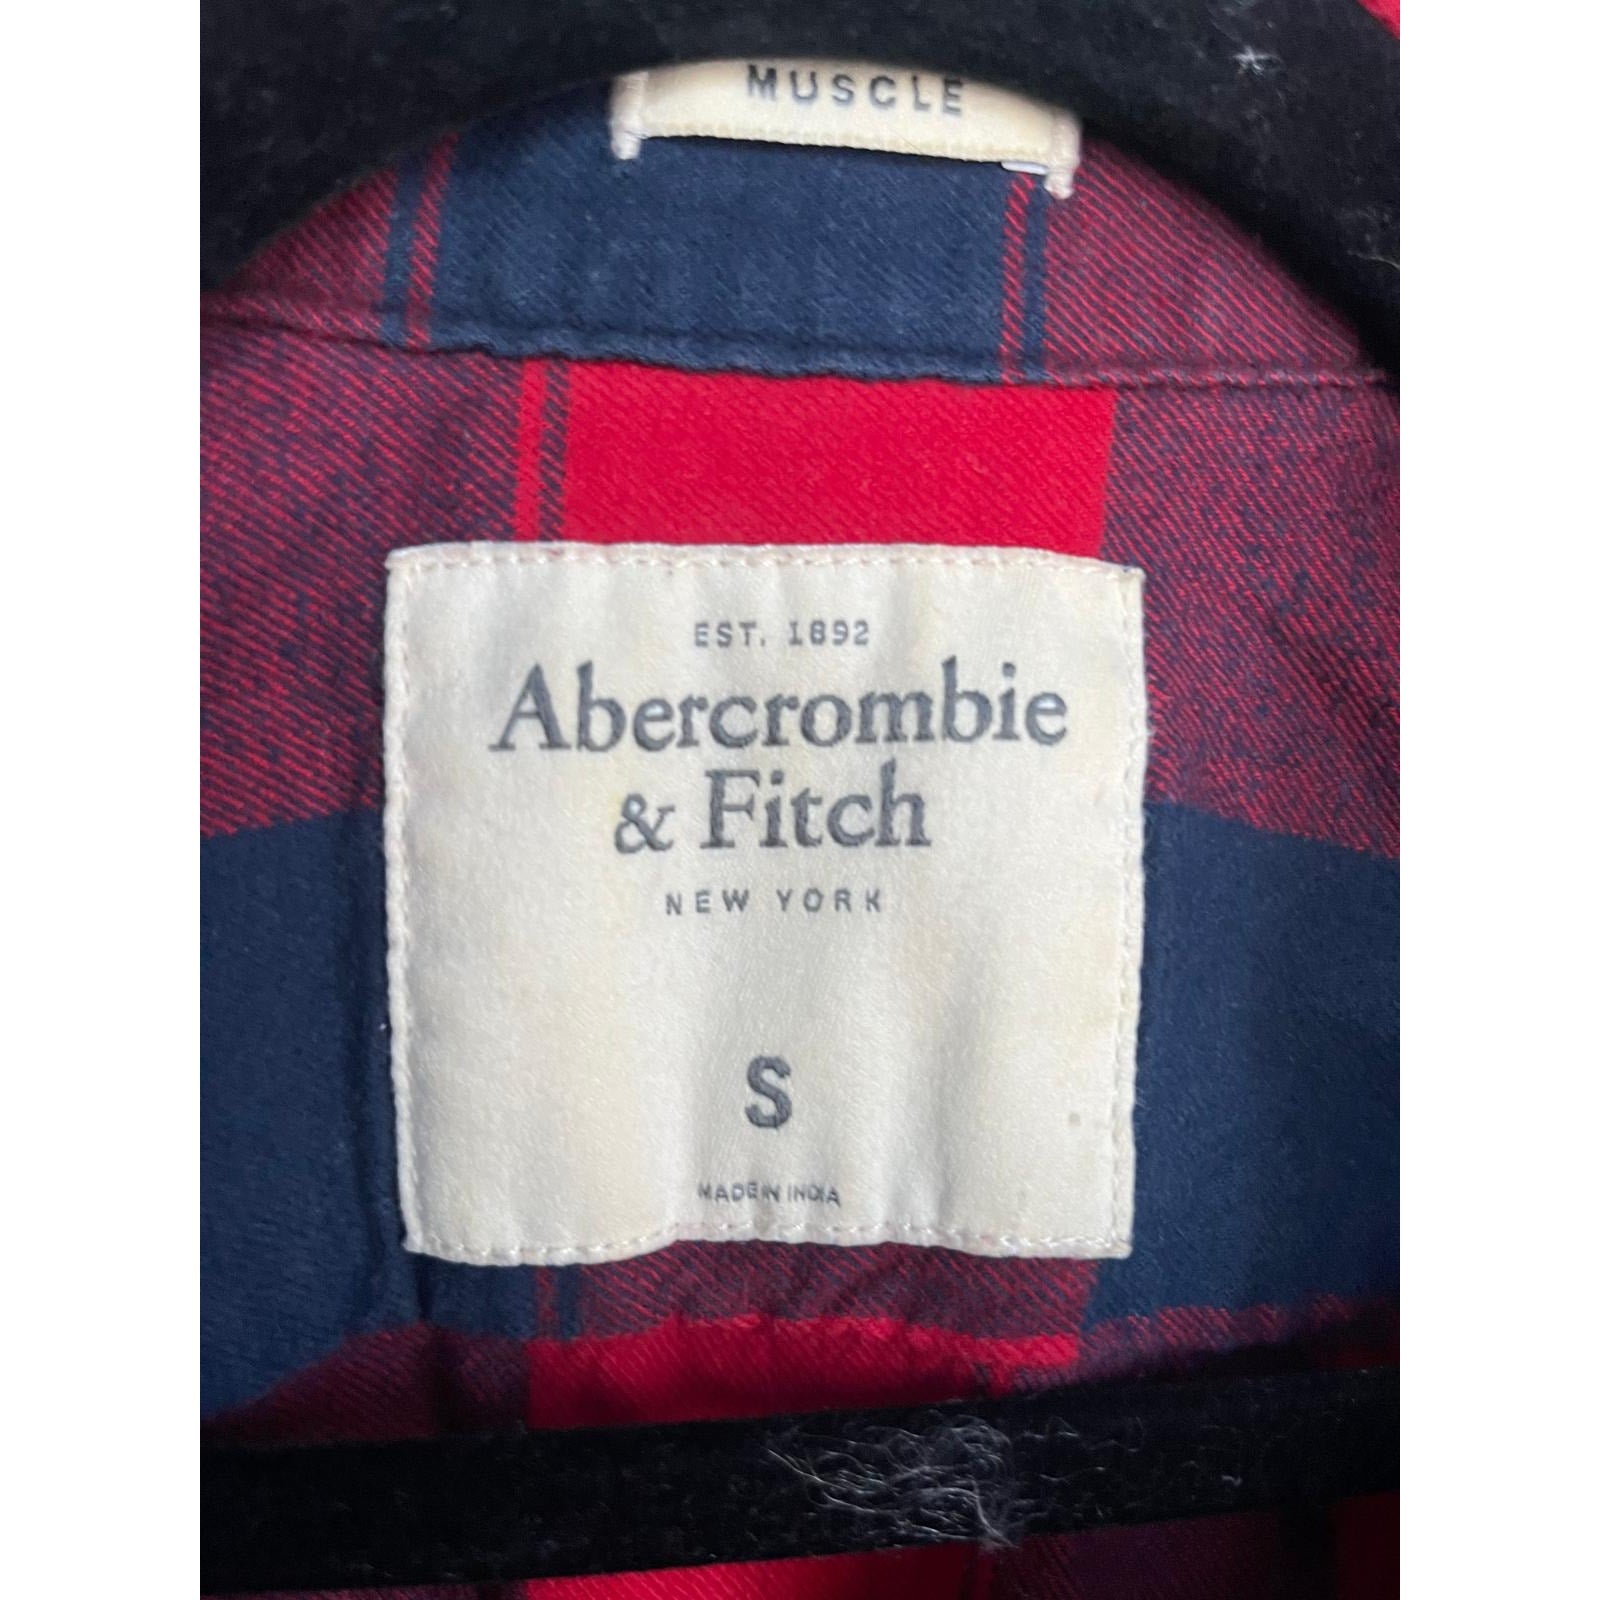 MUSCLE
EST. 1892
Abercrombie
& Fitch
NEW YORK
S
MADE IN INDIA